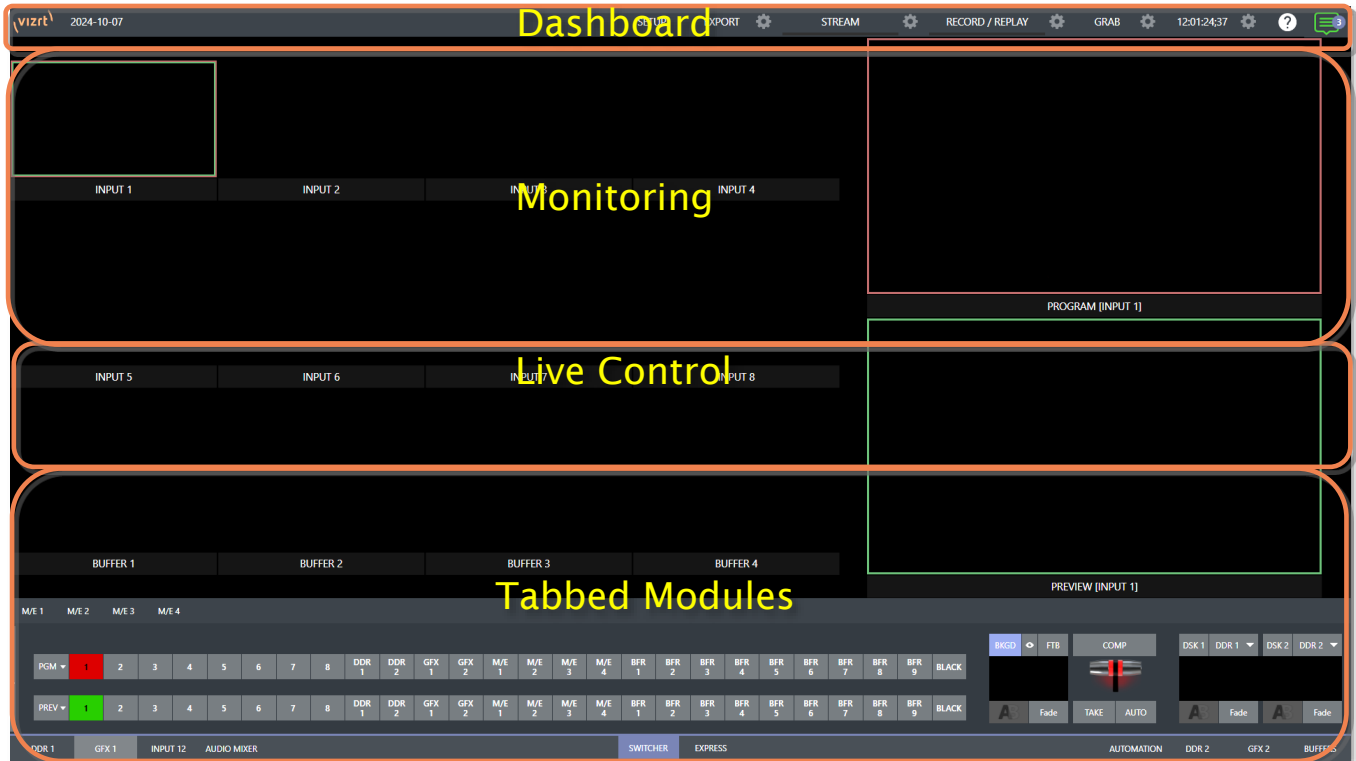 vizrt 2024-10-07 Dashboard SETUP EXPORT STREAM RECORD / REPLAY GRAB 12:01:24;37 ? 3
INPUT 1 INPUT 2 INPUT 3 INPUT 4
Monitoring
PROGRAM [INPUT 1]
Live Control
INPUT 5 INPUT 6 INPUT 7 INPUT 8
BUFFER 1 BUFFER 2 BUFFER 3 BUFFER 4
PREVIEW [INPUT 1]
Tabbed Modules
M/E 1 M/E 2 M/E 3 M/E 4
BKGD FTB COMP DSK 1 DDR 1 DSK 2 DDR 2
PGM 1 2 3 4 5 6 7 8 DDR 1 DDR 2 GFX 1 GFX 2 M/E 1 M/E 2 M/E 3 M/E 4 BFR 1 BFR 2 BFR 3 BFR 4 BFR 5 BFR 6 BFR 7 BFR 8 BFR 9 BLACK
PREV 1 2 3 4 5 6 7 8 DDR 1 DDR 2 GFX 1 GFX 2 M/E 1 M/E 2 M/E 3 M/E 4 BFR 1 BFR 2 BFR 3 BFR 4 BFR 5 BFR 6 BFR 7 BFR 8 BFR 9 BLACK
Fade TAKE AUTO Fade Fade
DDR 1 GFX 1 INPUT 12 AUDIO MIXER SWITCHER EXPRESS AUTOMATION DDR 2 GFX 2 BUFFERS